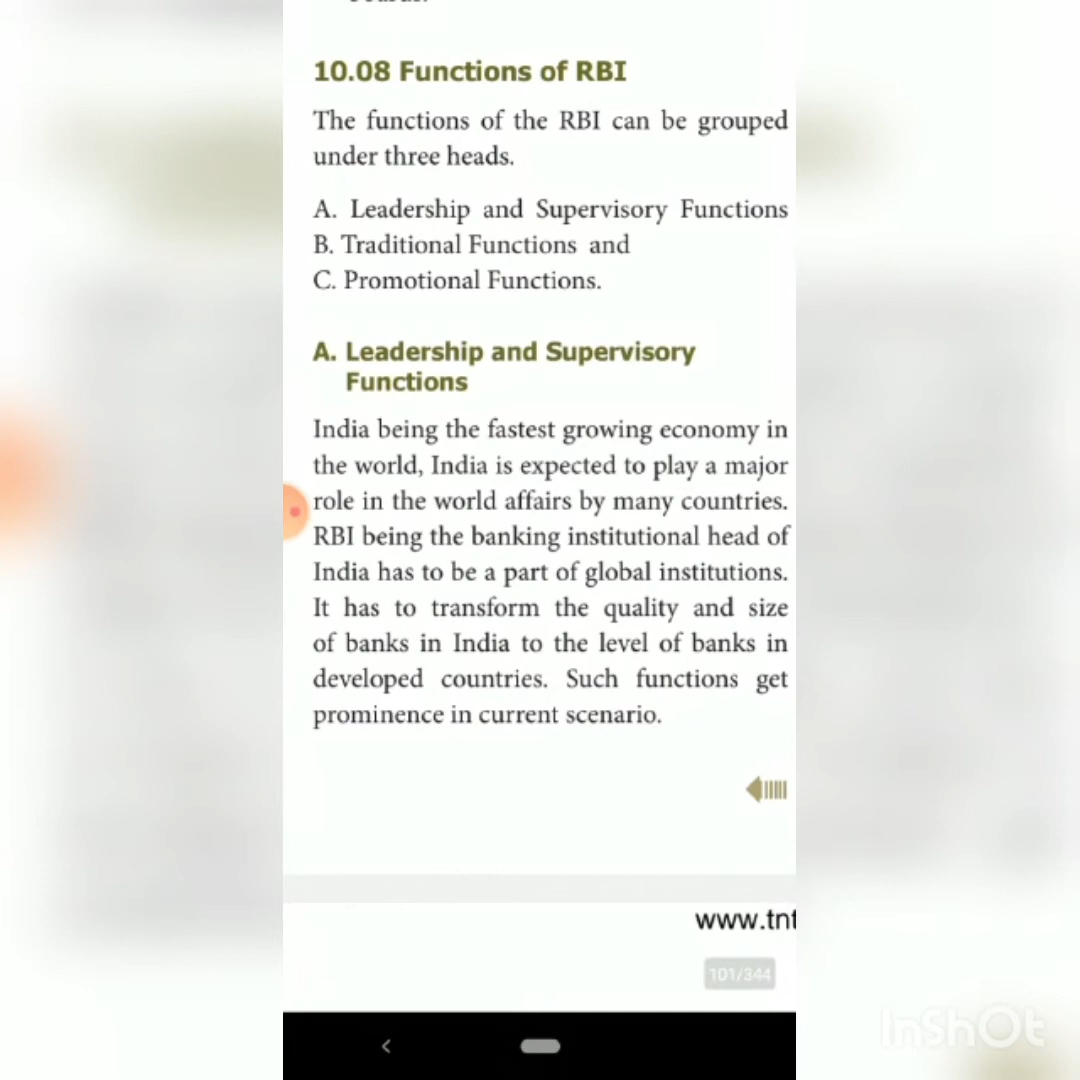 10.08 Functions of RBI
The functions of the RBI can be grouped
under three heads.
A. Leadership and Supervisory Functions
B. Traditional Functions and
C. Promotional Functions.
A. Leadership and Supervisory
Functions
India being the fastest growing economy in
the world, India is expected to play a major
role in the world affairs by many countries.
RBI being the banking institutional head of
India has to be a part of global institutions.
It has to transform the quality and size
of banks in India to the level of banks in
developed countries. Such functions get
prominence in current scenario.
www.tnt
101/344
InShOt